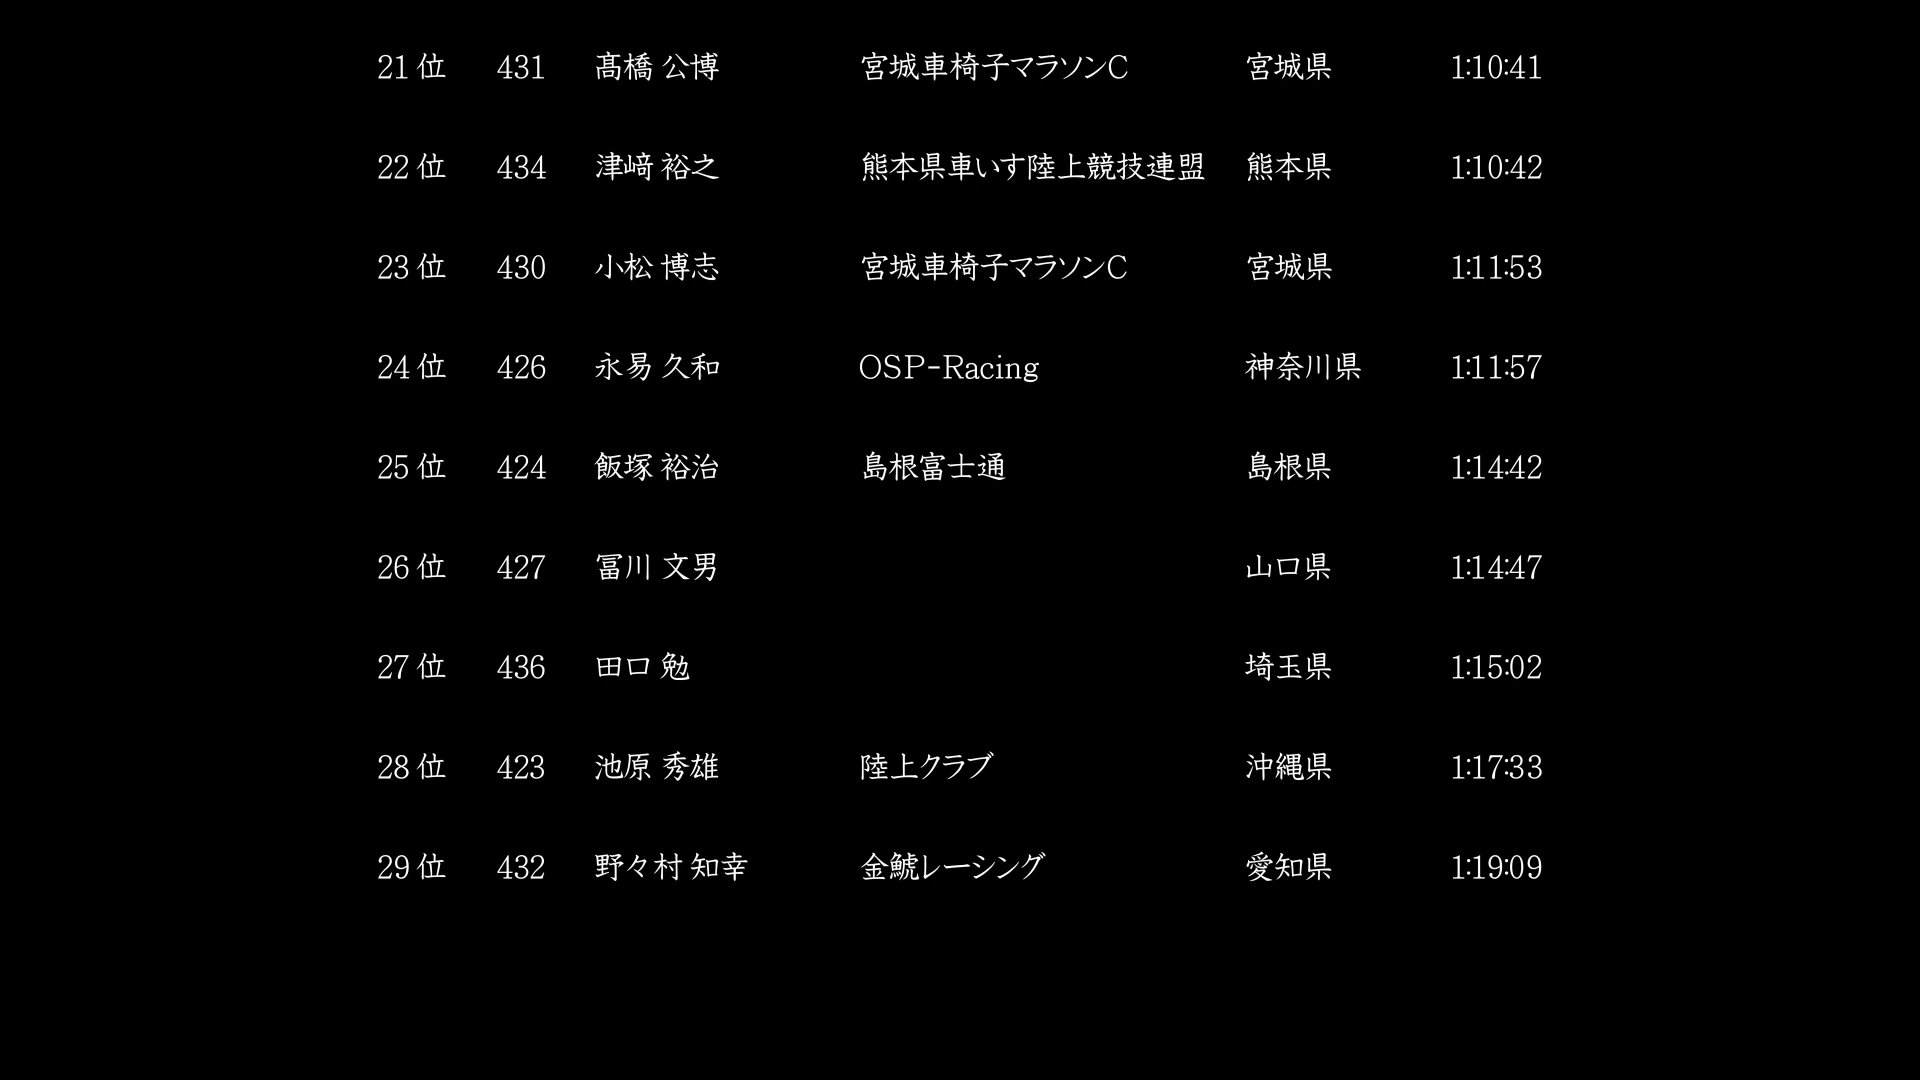 21位 431 髙橋 公博 宮城車椅子マラソンC 宮城県 1:10:41
22位 434 津﨑 裕之 熊本県車いす陸上競技連盟 熊本県 1:10:42
23位 430 小松 博志 宮城車椅子マラソンC 宮城県 1:11:53
24位 426 永易 久和 OSP-Racing 神奈川県 1:11:57
25位 424 飯塚 裕治 島根富士通 島根県 1:14:42
26位 427 冨川 文男 山口県 1:14:47
27位 436 田口 勉 埼玉県 1:15:02
28位 423 池原 秀雄 陸上クラブ 沖縄県 1:17:33
29位 432 野々村 知幸 金鯱レーシング 愛知県 1:19:09